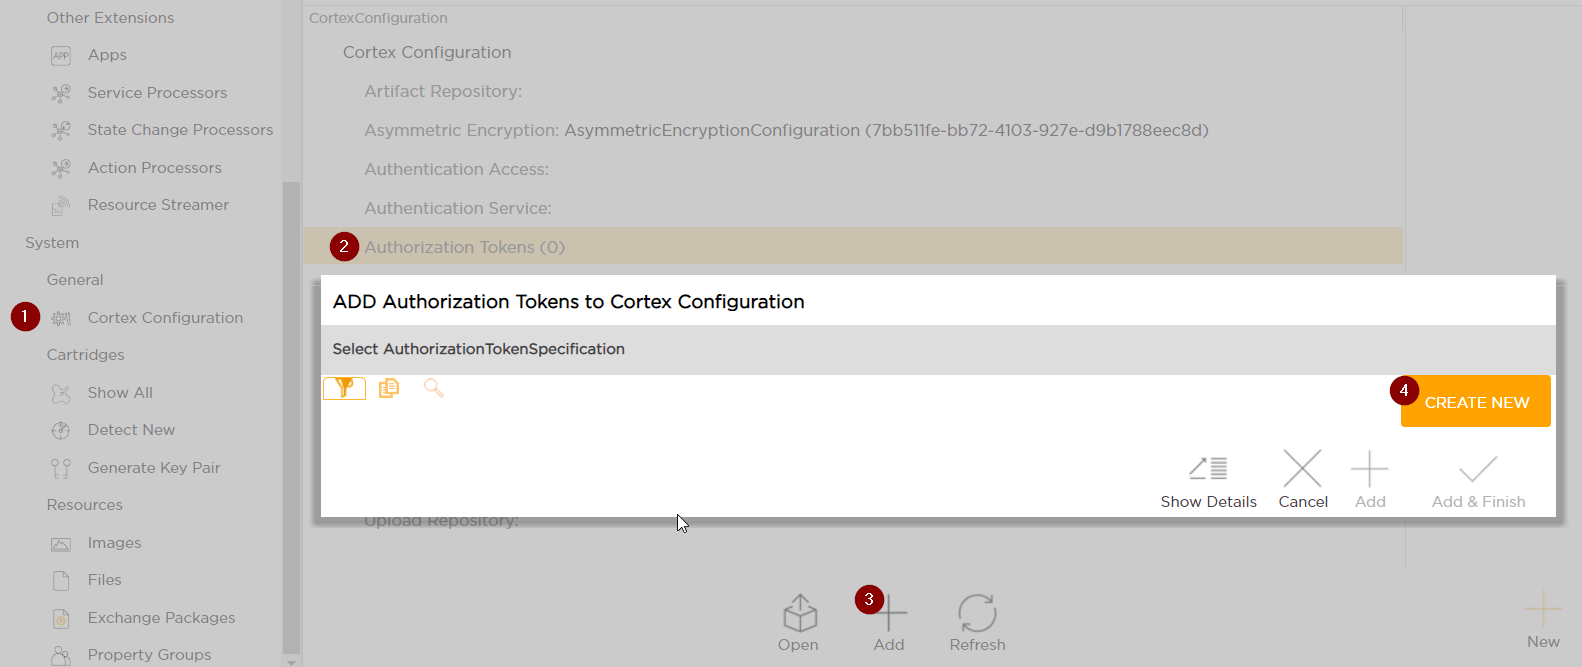 Other Extensions
APP Apps
Service Processors
State Change Processors
Action Processors
Resource Streamer
System
General
1 Cortex Configuration
Cartridges
Show All
Detect New
Generate Key Pair
Resources
Images
Files
Exchange Packages
Property Groups
CortexConfiguration
Cortex Configuration
Artifact Repository:
Asymmetric Encryption: AsymmetricEncryptionConfiguration (7bb511fe-bb72-4103-927e-d9b1788eec8d)
Authentication Access:
Authentication Service:
2 Authorization Tokens (0)
ADD Authorization Tokens to Cortex Configuration
Select AuthorizationTokenSpecification
4 CREATE NEW
Show Details Cancel Add Add & Finish
Upload Repository:
3
Open Add Refresh New